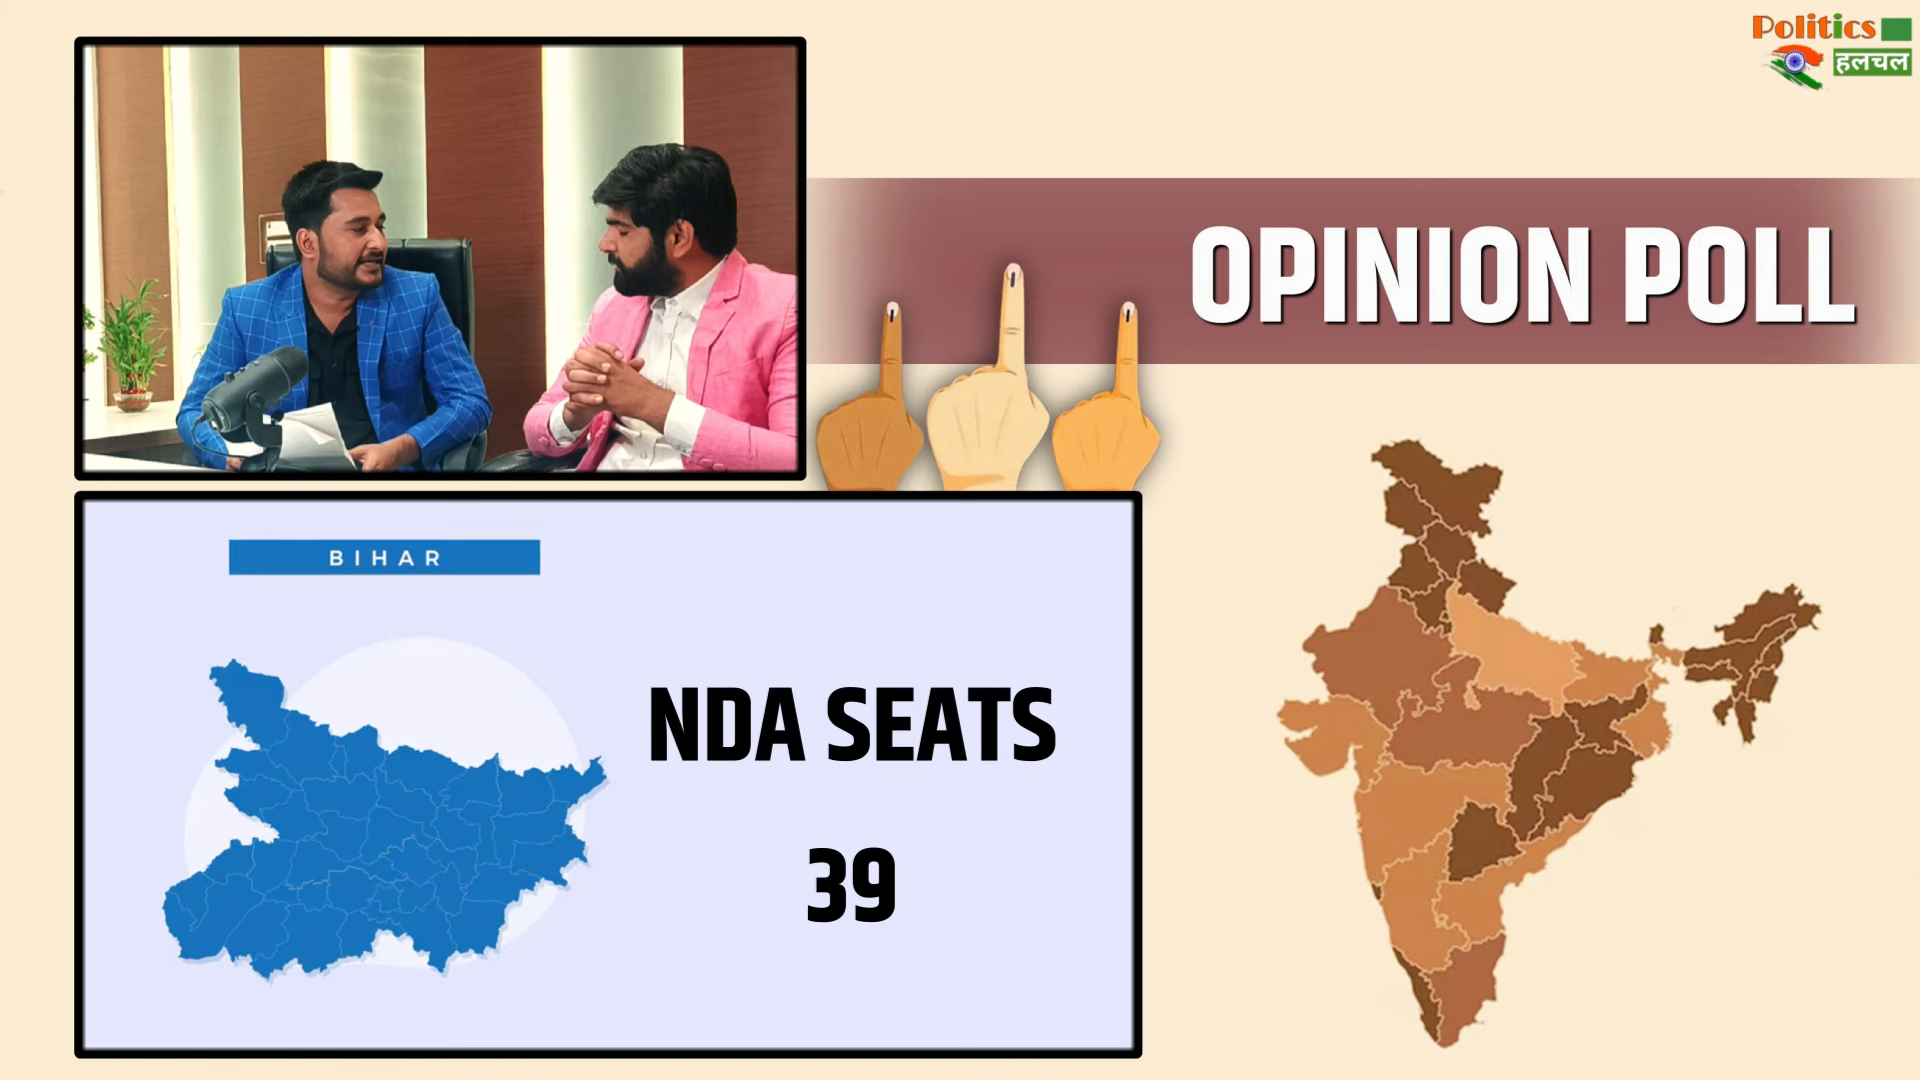 Politics
हलचल
OPINION POLL
BIHAR
NDA SEATS
39